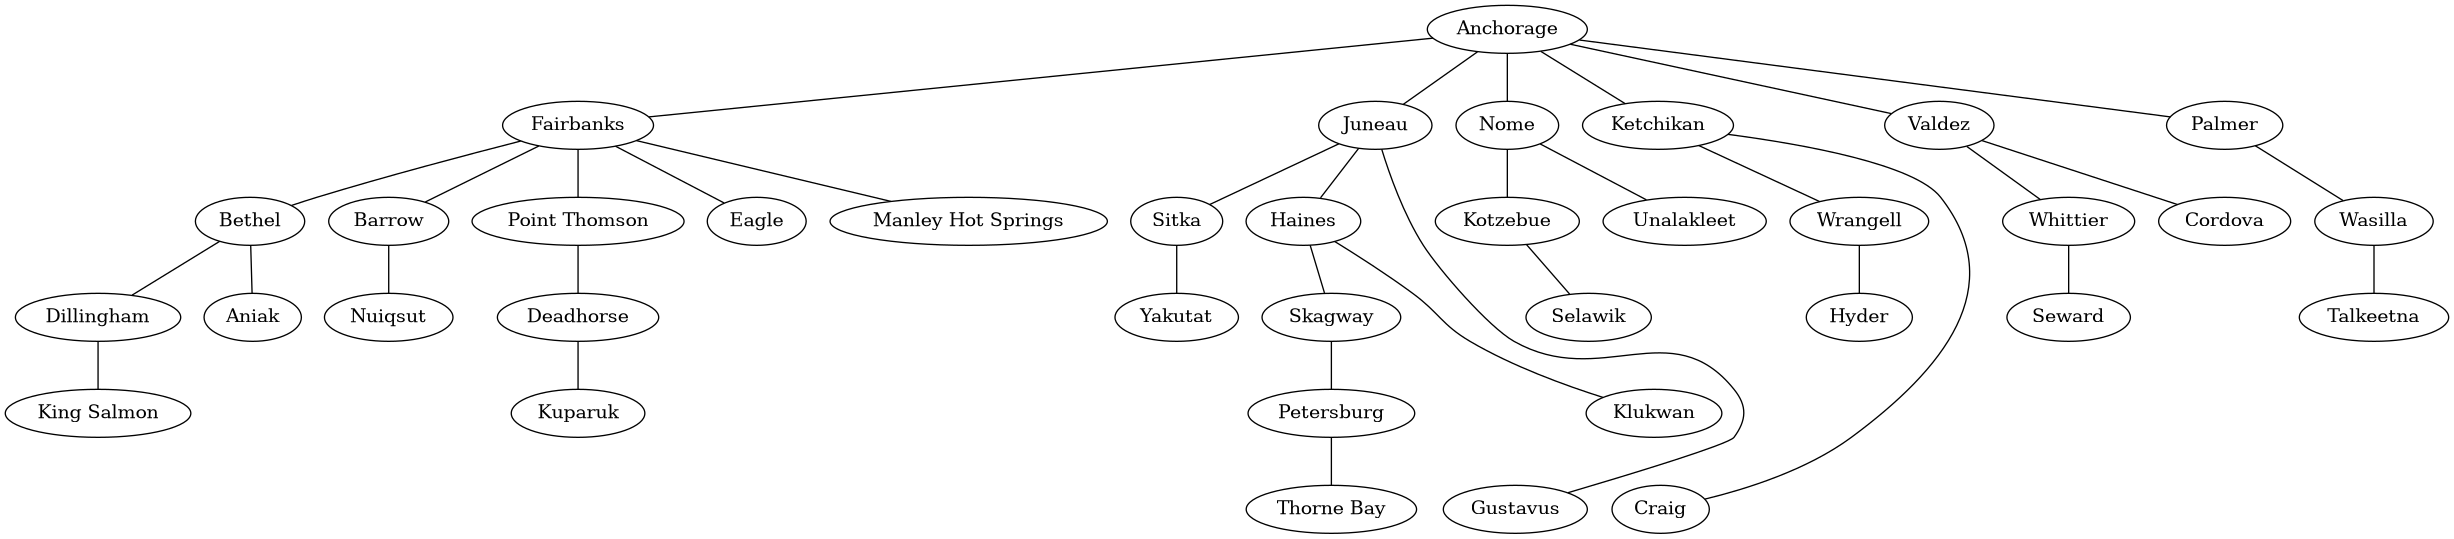 Anchorage
Fairbanks
Juneau
Nome
Ketchikan
Valdez
Palmer
Bethel
Barrow
Point Thomson
Eagle
Manley Hot Springs
Sitka
Haines
Kotzebue
Unalakleet
Wrangell
Whittier
Cordova
Wasilla
Dillingham
Aniak
Nuiqsut
Deadhorse
Yakutat
Skagway
Selawik
Hyder
Seward
Talkeetna
King Salmon
Kuparuk
Petersburg
Klukwan
Thorne Bay
Gustavus
Craig